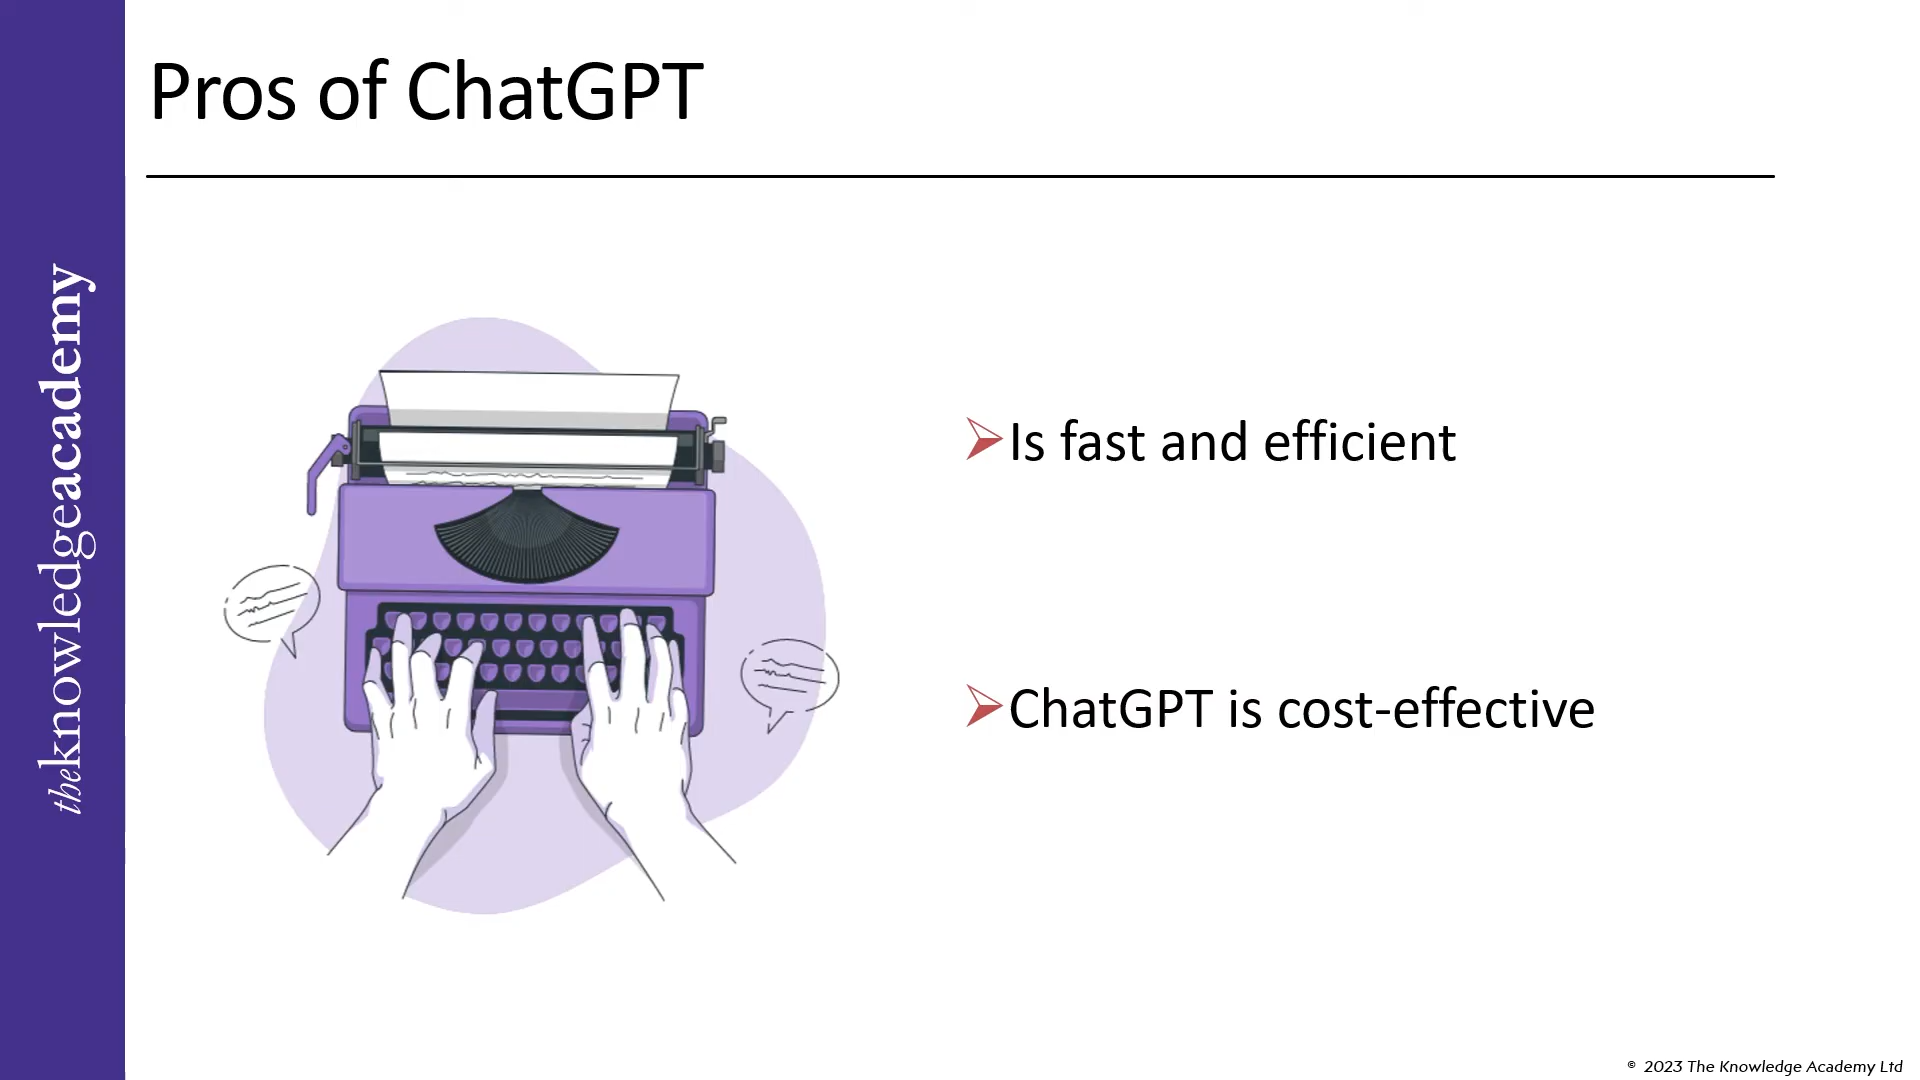 Pros of ChatGPT
theknowledgeacademy
Is fast and efficient
ChatGPT is cost-effective
© 2023 The Knowledge Academy Ltd